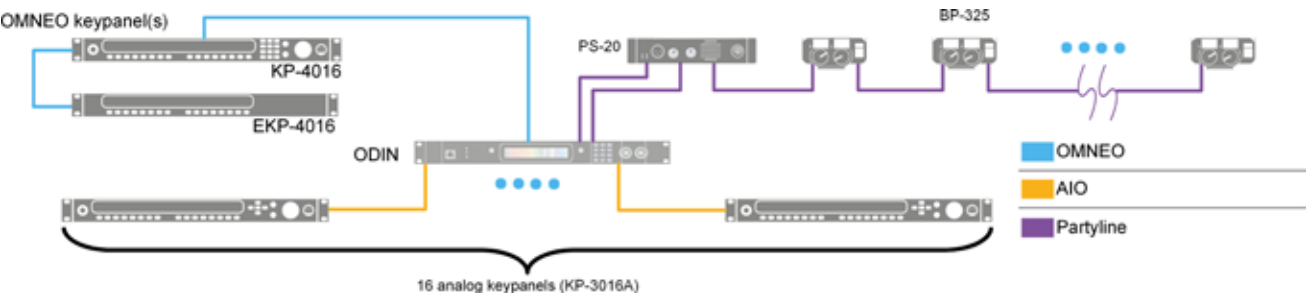 OMNEO keypanel(s)
BP-325
PS-20
KP-4016
EKP-4016
ODIN
OMNEO
AIO
Partyline
16 analog keypanels (KP-3016A)